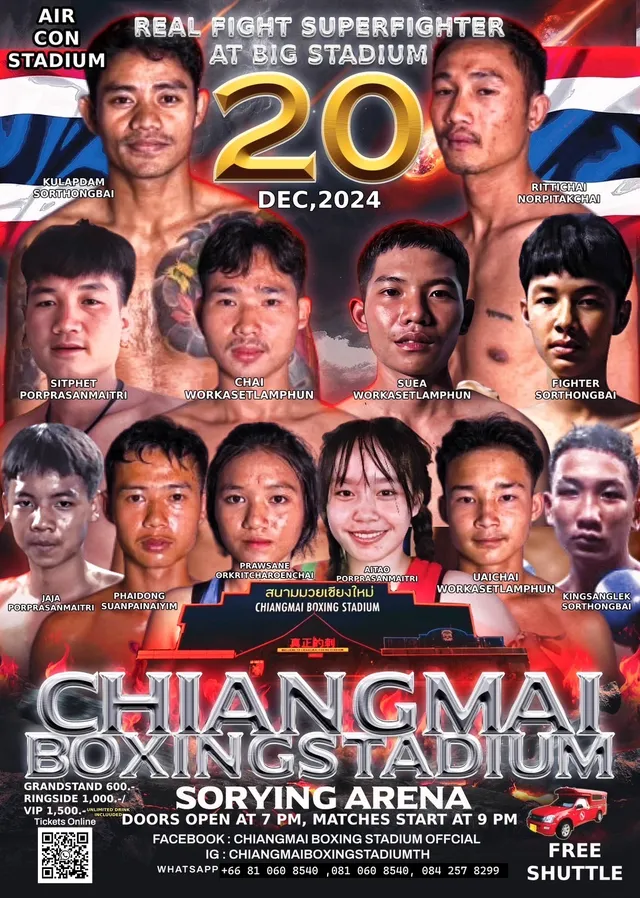 AIR
CON
STADIUM
REAL FIGHT SUPERFIGHTER
AT BIG STADIUM
20
DEC,2024
KULAPDAM
SORTHONGBAI
RITTICHAI
NORPITAKCHAI
SITPHET
PORPRASANMAITRI
CHAI
WORKASETLAMPHUN
SUEA
WORKASETLAMPHUN
FIGHTER
SORTHONGBAI
JAJA
PORPRASANMAITRI
PHAIDONG
SUANPAINAIYIM
PRAWSANE
ORKRITCHAROENCHAI
AITAO
PORPRASANMAITRI
UAICHAI
WORKASETLAMPHUN
KINGSANGLEK
SORTHONGBAI
สนามมวยเชียงใหม่
CHIANGMAI BOXING STADIUM
CHIANGMAI
BOXINGSTADIUM
GRANDSTAND 600.-
RINGSIDE 1,000.-/
VIP 1,500.-
UNLIMITED DRINK
INCLOUDED
Tickets Online
SORYING ARENA
DOORS OPEN AT 7 PM, MATCHES START AT 9 PM
FACEBOOK : CHIANGMAI BOXING STADIUM OFFCIAL
IG : CHIANGMAIBOXINGSTADIUMTH
WHATSAPP +66 81 060 8540 ,081 060 8540, 084 257 8299
FREE
SHUTTLE